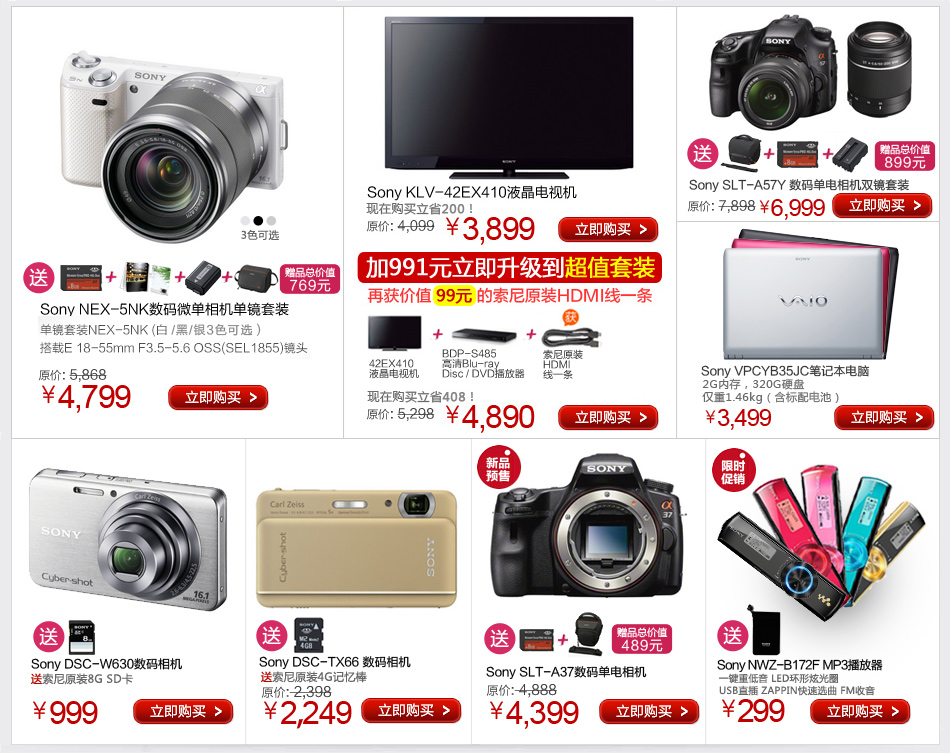 SONY
α
3色可选
送
赠品总价值
769元
Sony NEX-5NK数码微单相机单镜套装
单镜套装NEX-5NK (白 /黑/银3色可选 )
搭载E 18-55mm F3.5-5.6 OSS(SEL1855)镜头
原价: 5,868
¥4,799
立即购买 >
SONY
Sony KLV-42EX410液晶电视机
现在购买立省200！
原价: 4,099
¥3,899
立即购买 >
加991元立即升级到超值套装
再获价值 99元 的索尼原装HDMI线一条
获
42EX410
液晶电视机
BDP-S485
高清Blu-ray
Disc / DVD播放器
索尼原装
HDMI
线一条
现在购买立省408！
原价: 5,298
¥4,890
立即购买 >
SONY
α
57
送
赠品总价值
899元
Sony SLT-A57Y 数码单电相机双镜套装
原价: 7,898
¥6,999
立即购买 >
SONY
VAIO
Sony VPCYB35JC笔记本电脑
2G内存，320G硬盘
仅重1.46kg（含标配电池）
¥3,499
立即购买 >
Carl Zeiss
SONY
Cyber-shot
16.1
MEGA PIXELS
送
SONY
8GB
Sony DSC-W630数码相机
送索尼原装8G SD卡
¥999
立即购买 >
Carl Zeiss
Cyber-shot
SONY
送
SONY
M2
4GB
Sony DSC-TX66 数码相机
送索尼原装4G记忆棒
原价: 2,398
¥2,249
立即购买 >
新品
预售
SONY
α
37
送
赠品总价值
489元
Sony SLT-A37数码单电相机
原价: 4,888
¥4,399
立即购买 >
限时
促销
送
SONY
Sony NWZ-B172F MP3播放器
一键重低音 LED环形炫光圈
USB直插 ZAPPIN快速选曲 FM收音
¥299
立即购买 >